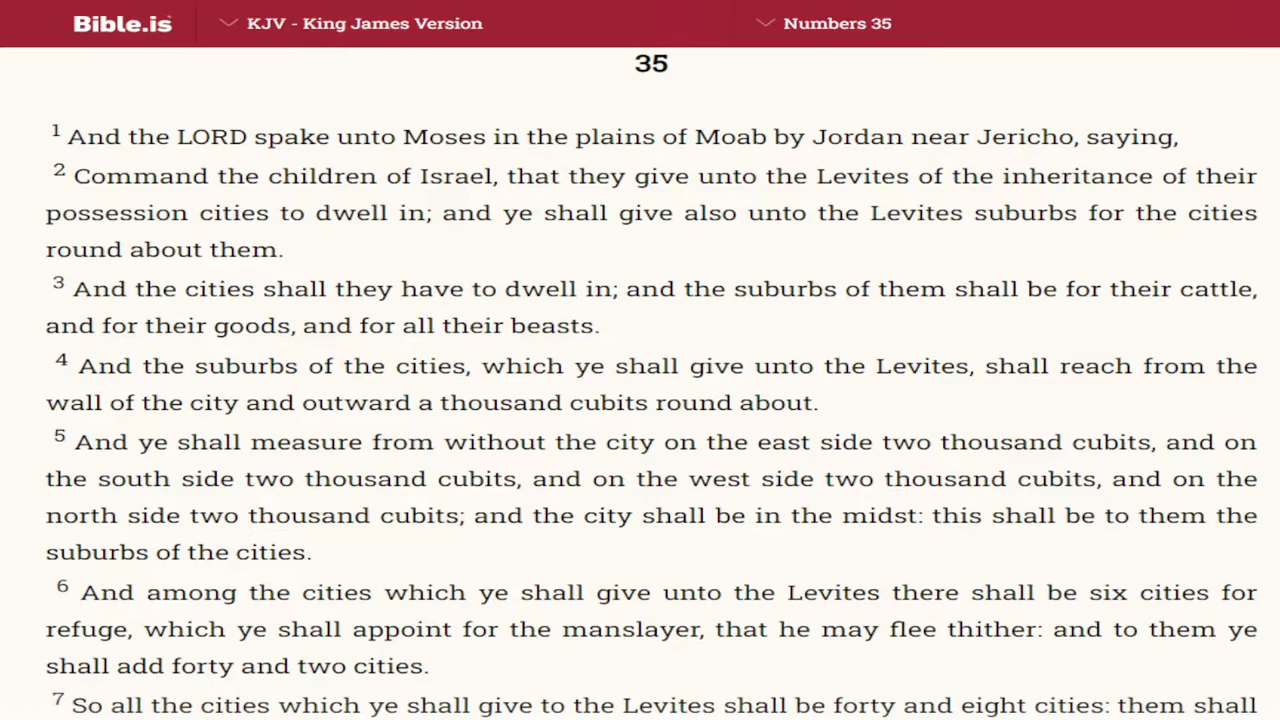 Bible.is KJV - King James Version Numbers 35
35
1 And the LORD spake unto Moses in the plains of Moab by Jordan near Jericho, saying,
2 Command the children of Israel, that they give unto the Levites of the inheritance of their
possession cities to dwell in; and ye shall give also unto the Levites suburbs for the cities
round about them.
3 And the cities shall they have to dwell in; and the suburbs of them shall be for their cattle,
and for their goods, and for all their beasts.
4 And the suburbs of the cities, which ye shall give unto the Levites, shall reach from the
wall of the city and outward a thousand cubits round about.
5 And ye shall measure from without the city on the east side two thousand cubits, and on
the south side two thousand cubits, and on the west side two thousand cubits, and on the
north side two thousand cubits; and the city shall be in the midst: this shall be to them the
suburbs of the cities.
6 And among the cities which ye shall give unto the Levites there shall be six cities for
refuge, which ye shall appoint for the manslayer, that he may flee thither: and to them ye
shall add forty and two cities.
7 So all the cities which ye shall give to the Levites shall be forty and eight cities: them shall